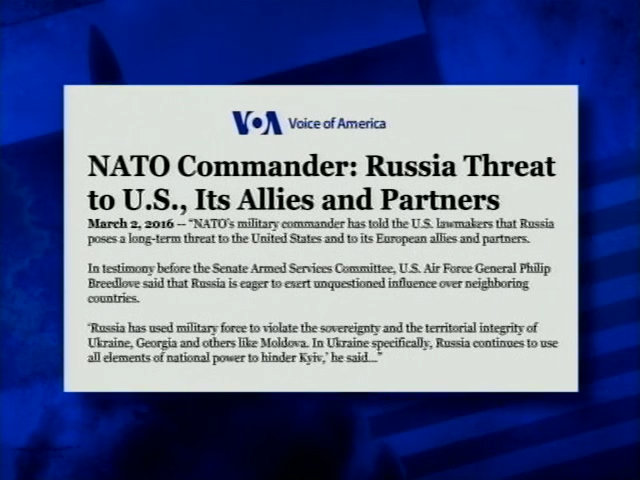 VOA Voice of America
NATO Commander: Russia Threat
to U.S., Its Allies and Partners
March 2, 2016 -- "NATO's military commander has told the U.S. lawmakers that Russia
poses a long-term threat to the United States and to its European allies and partners.
In testimony before the Senate Armed Services Committee, U.S. Air Force General Philip
Breedlove said that Russia is eager to exert unquestioned influence over neighboring
countries.
'Russia has used military force to violate the sovereignty and the territorial integrity of
Ukraine, Georgia and others like Moldova. In Ukraine specifically, Russia continues to use
all elements of national power to hinder Kyiv,' he said..."